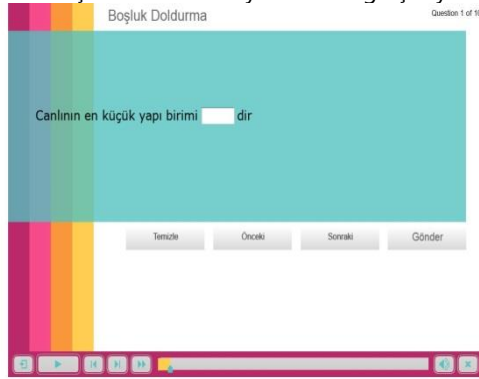 Boşluk Doldurma
Question 1 of 10
Canlının en küçük yapı birimi dir
Temizle Önceki Sonraki Gönder